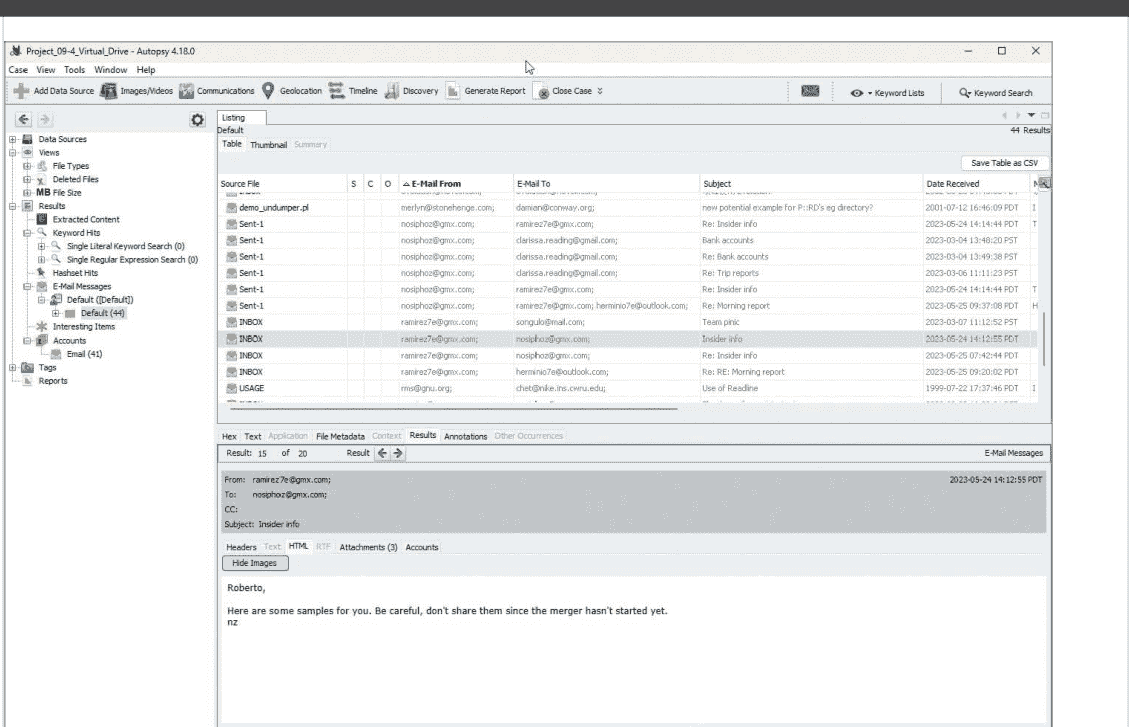 Project_09-4_Virtual_Drive - Autopsy 4.18.0
Case View Tools Window Help
Add Data Source Images/Videos Communications Geolocation Timeline Discovery Generate Report Close Case Keyword Lists Keyword Search
Listing
Default 44 Results
Table Thumbnail Summary
Save Table as CSV
Data Sources
Views
File Types
Deleted Files
MB File Size
Results
Extracted Content
Keyword Hits
Single Literal Keyword Search (0)
Single Regular Expression Search (0)
Hashset Hits
E-Mail Messages
Default ([Default])
Default (44)
Interesting Items
Accounts
Email (41)
Tags
Reports
Source File S C O E-Mail From E-Mail To Subject Date Received
demo_undumper.pl merlyn@stonehenge.com; damian@conway.org; new potential example for P::RD's eg directory? 2001-07-12 16:46:09 PDT I
Sent-1 nosiphoz@gmx.com; ramirez7e@gmx.com; Re: Insider info 2023-05-24 14:14:44 PDT T
Sent-1 nosiphoz@gmx.com; clarissa.reading@gmail.com; Bank accounts 2023-03-04 13:48:20 PST
Sent-1 nosiphoz@gmx.com; clarissa.reading@gmail.com; Re: Bank accounts 2023-03-04 13:49:38 PST
Sent-1 nosiphoz@gmx.com; clarissa.reading@gmail.com; Re: Trip reports 2023-03-06 11:11:23 PST
Sent-1 nosiphoz@gmx.com; ramirez7e@gmx.com; Re: Insider info 2023-05-24 14:14:44 PDT T
Sent-1 nosiphoz@gmx.com; ramirez7e@gmx.com; herminio7e@outlook.com; Re: Morning report 2023-05-25 09:37:08 PDT H
INBOX ramirez7e@gmx.com; songulo@mail.com; Team pinic 2023-03-07 11:12:52 PST
INBOX ramirez7e@gmx.com; nosiphoz@gmx.com; Insider info 2023-05-24 14:12:55 PDT
INBOX ramirez7e@gmx.com; nosiphoz@gmx.com; Re: Insider info 2023-05-25 07:42:44 PDT
INBOX ramirez7e@gmx.com; herminio7e@outlook.com; Re: RE: Morning report 2023-05-25 09:20:02 PDT
USAGE rms@gnu.org; chet@nike.ins.cwru.edu; Use of Readline 1999-07-22 17:37:46 PDT I
Hex Text Application File Metadata Context Results Annotations Other Occurrences
Result: 15 of 20 Result E-Mail Messages
From: ramirez7e@gmx.com; 2023-05-24 14:12:55 PDT
To: nosiphoz@gmx.com;
CC:
Subject: Insider info
Headers Text HTML RTF Attachments (3) Accounts
Hide Images
Roberto,
Here are some samples for you. Be careful, don't share them since the merger hasn't started yet.
nz